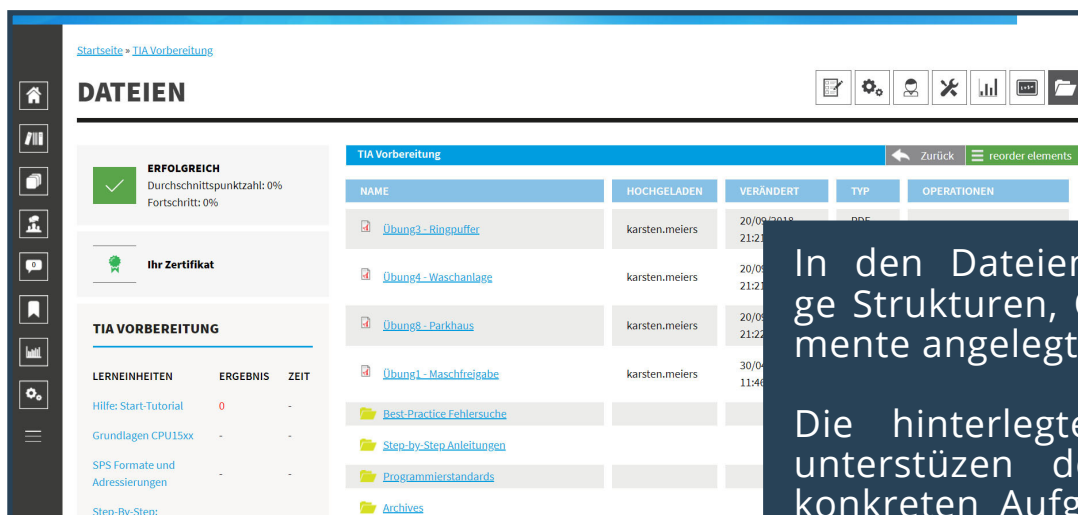 Startseite » TIA Vorbereitung
DATEIEN
ERFOLGREICH
Durchschnittspunktzahl: 0%
Fortschritt: 0%
Ihr Zertifikat
TIA VORBEREITUNG
LERNEINHEITEN ERGEBNIS ZEIT
Hilfe: Start-Tutorial 0 -
Grundlagen CPU15xx - -
SPS Formate und
Adressierungen - -
Step-By-Step:
TIA Vorbereitung Zurück reorder elements
NAME HOCHGELADEN VERÄNDERT TYP OPERATIONEN
Übung3 - Ringpuffer karsten.meiers 20/09/2018 PDF
21:21
Übung4 - Waschanlage karsten.meiers 20/09
21:21
Übung8 - Parkhaus karsten.meiers 20/09
21:22
Übung1 - Maschfreigabe karsten.meiers 30/04
11:46
Best-Practice Fehlersuche
Step-by-Step Anleitungen
Programmierstandards
Archives
In den Dateien
ge Strukturen,
mente angelegt
Die hinterlegte
unterstüzen
konkreten Aufg